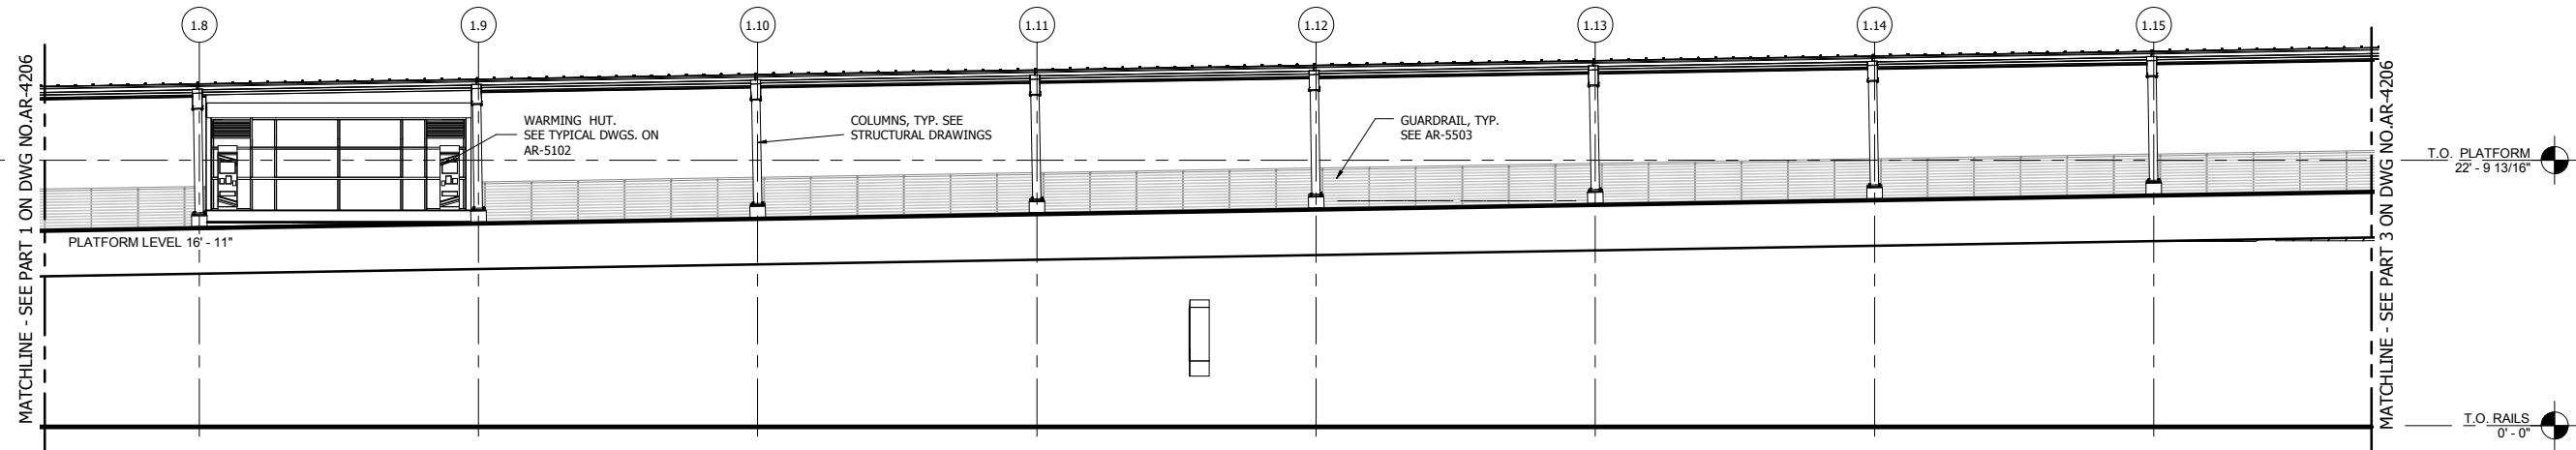 1.8
1.9
1.10
1.11
1.12
1.13
1.14
1.15
MATCHLINE - SEE PART 1 ON DWG NO.AR-4206
WARMING HUT.
SEE TYPICAL DWGS. ON
AR-5102
COLUMNS, TYP. SEE
STRUCTURAL DRAWINGS
GUARDRAIL, TYP.
SEE AR-5503
PLATFORM LEVEL 16' - 11"
MATCHLINE - SEE PART 3 ON DWG NO.AR-4206
T.O. PLATFORM
22' - 9 13/16"
T.O. RAILS
0' - 0"